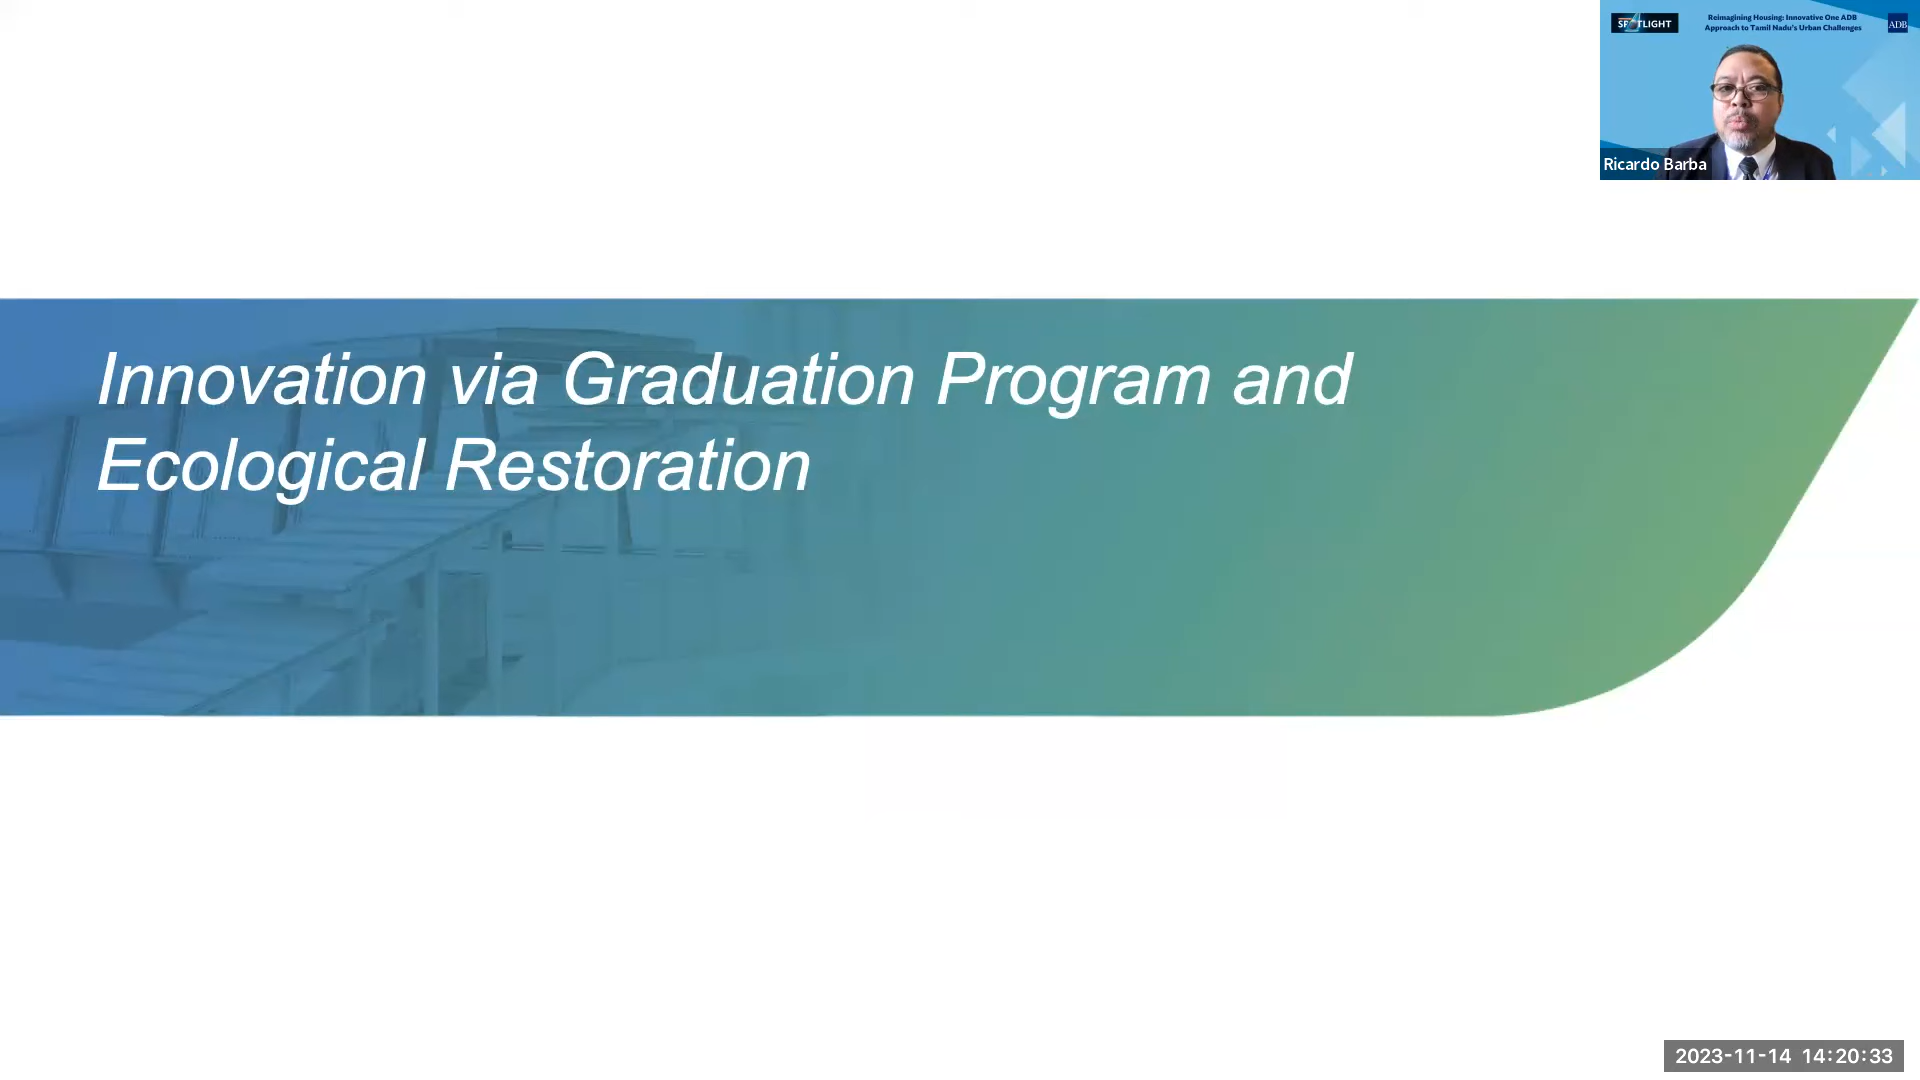 SPOTLIGHT
Reimagining Housing: Innovative One ADB
Approach to Tamil Nadu's Urban Challenges
ADB
Ricardo Barba
Innovation via Graduation Program and
Ecological Restoration
2023-11-14 14:20:33